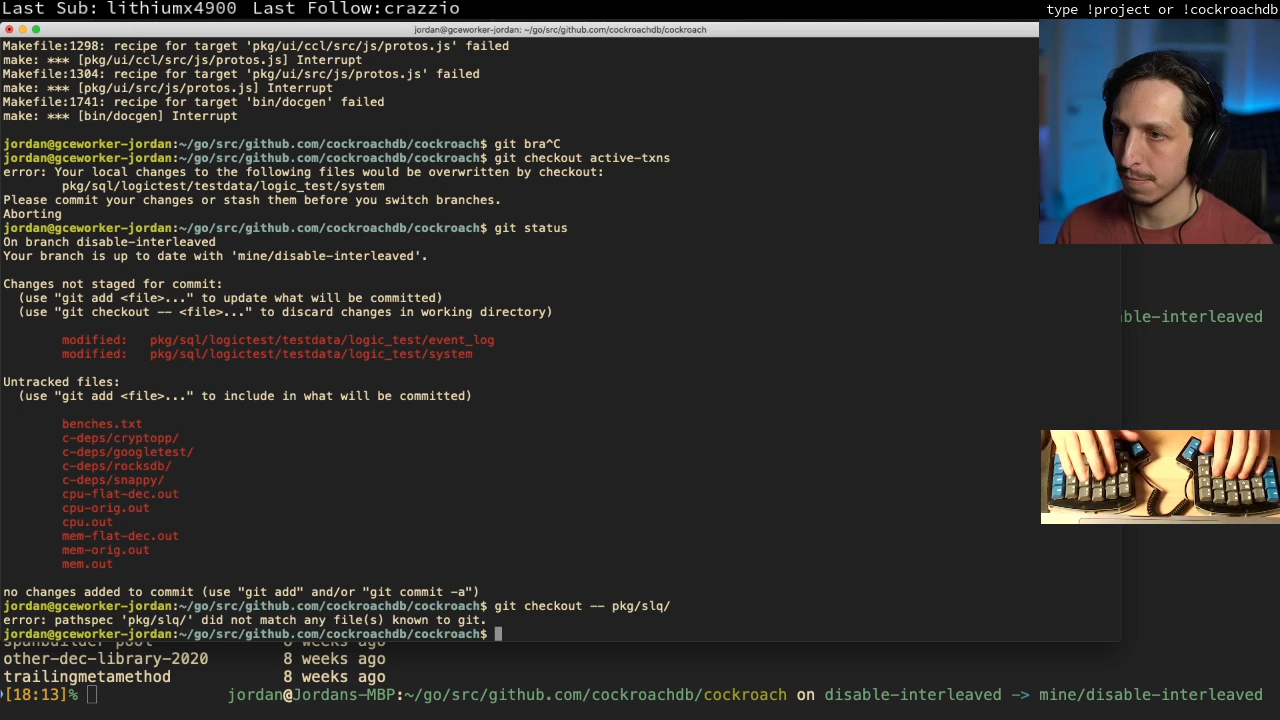 Last Sub: lithiumx4900 Last Follow:crazzio
type !project or !cockroachdb
jordan@gceworker-jordan: ~/go/src/github.com/cockroachdb/cockroach
Makefile:1298: recipe for target 'pkg/ui/ccl/src/js/protos.js' failed
make: *** [pkg/ui/ccl/src/js/protos.js] Interrupt
Makefile:1304: recipe for target 'pkg/ui/src/js/protos.js' failed
make: *** [pkg/ui/src/js/protos.js] Interrupt
Makefile:1741: recipe for target 'bin/docgen' failed
make: *** [bin/docgen] Interrupt
jordan@gceworker-jordan:~/go/src/github.com/cockroachdb/cockroach$ git bra^C
jordan@gceworker-jordan:~/go/src/github.com/cockroachdb/cockroach$ git checkout active-txns
error: Your local changes to the following files would be overwritten by checkout:
pkg/sql/logictest/testdata/logic_test/system
Please commit your changes or stash them before you switch branches.
Aborting
jordan@gceworker-jordan:~/go/src/github.com/cockroachdb/cockroach$ git status
On branch disable-interleaved
Your branch is up to date with 'mine/disable-interleaved'.
Changes not staged for commit:
(use "git add <file>..." to update what will be committed)
(use "git checkout -- <file>..." to discard changes in working directory)
modified: pkg/sql/logictest/testdata/logic_test/event_log
modified: pkg/sql/logictest/testdata/logic_test/system
Untracked files:
(use "git add <file>..." to include in what will be committed)
benches.txt
c-deps/cryptopp/
c-deps/googletest/
c-deps/rocksdb/
c-deps/snappy/
cpu-flat-dec.out
cpu-orig.out
cpu.out
mem-flat-dec.out
mem-orig.out
mem.out
no changes added to commit (use "git add" and/or "git commit -a")
jordan@gceworker-jordan:~/go/src/github.com/cockroachdb/cockroach$ git checkout -- pkg/slq/
error: pathspec 'pkg/slq/' did not match any file(s) known to git.
jordan@gceworker-jordan:~/go/src/github.com/cockroachdb/cockroach$
able-interleaved
spanbuilder-pool 8 weeks ago
other-dec-library-2020 8 weeks ago
trailingmetamethod 8 weeks ago
[18:13]% jordan@Jordans-MBP:~/go/src/github.com/cockroachdb/cockroach on disable-interleaved -> mine/disable-interleaved